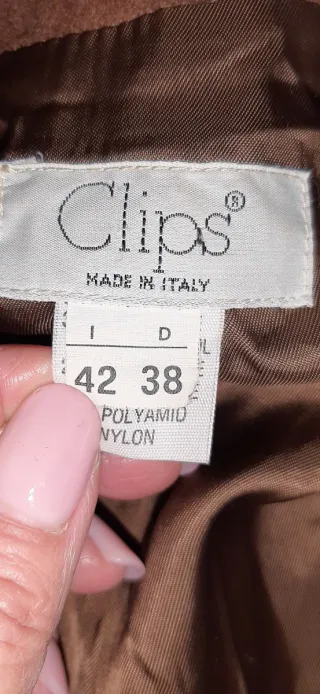 Clips®
MADE IN ITALY
I D
42 38
POLYAMID
NYLON